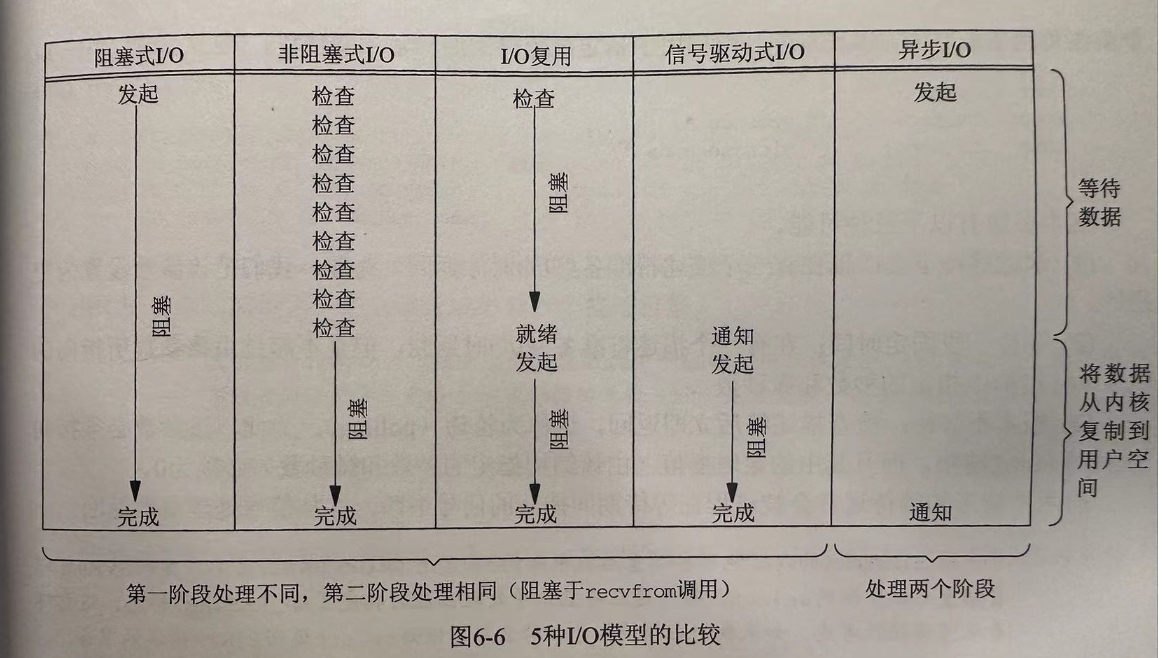 阻塞式I/O 非阻塞式I/O I/O复用 信号驱动式I/O 异步I/O
发起 检查 检查 发起
检查
检查
检查
检查
检查
检查
检查
检查
阻塞
阻塞
就绪 通知
发起 发起
阻塞
阻塞
阻塞
完成 完成 完成 完成 通知
等待
数据
将数据
从内核
复制到
用户空
间
第一阶段处理不同，第二阶段处理相同（阻塞于recvfrom调用） 处理两个阶段
图6-6 5种I/O模型的比较